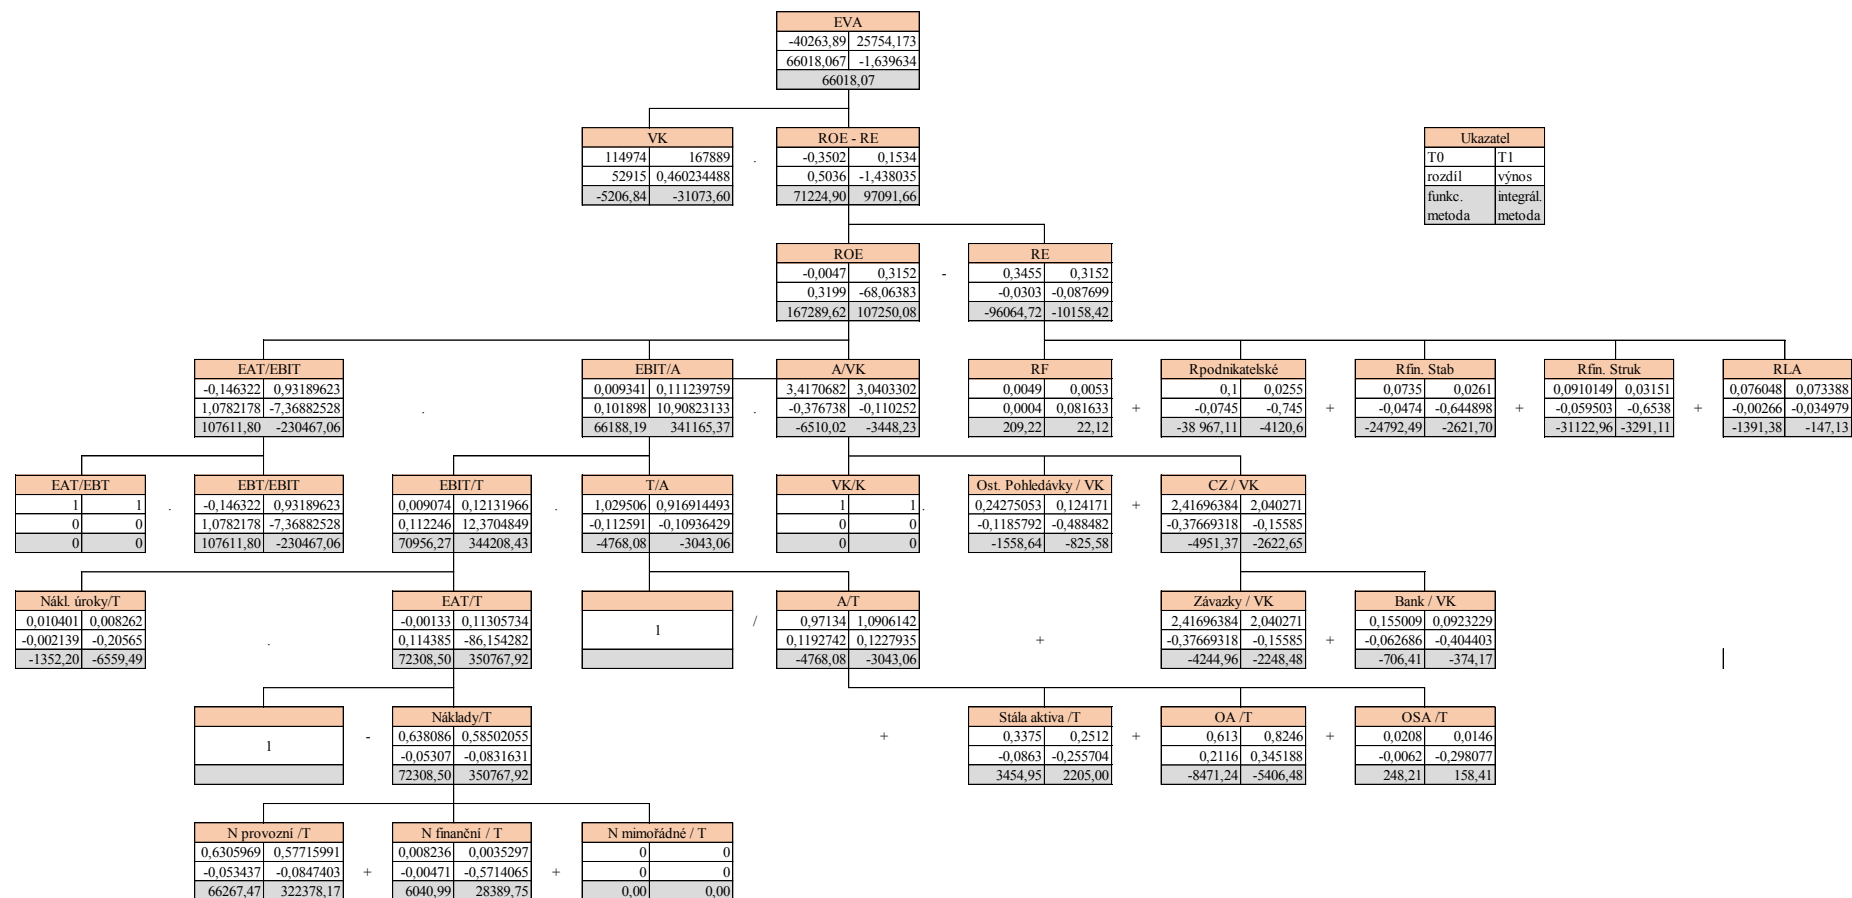 EVA
-40263,89 25754,173
66018,067 -1,639634
66018,07
VK ROE - RE Ukazatel
114974 167889 . -0,3502 0,1534 T0 T1
52915 0,460234488 0,5036 -1,438035 rozdíl výnos
-5206,84 -31073,60 71224,90 97091,66 funkc. integrál.
metoda metoda
ROE RE
-0,0047 0,3152 - 0,3455 0,3152
0,3199 -68,06383 -0,0303 -0,087699
167289,62 107250,08 -96064,72 -10158,42
EAT/EBIT EBIT/A A/VK RF Rpodnikatelské Rfin. Stab Rfin. Struk RLA
-0,146322 0,93189623 0,009341 0,111239759 3,4170682 3,0403302 0,0049 0,0053 0,1 0,0255 0,0735 0,0261 0,0910149 0,03151 0,076048 0,073388
1,0782178 -7,36882528 . 0,101898 10,90823133 . -0,376738 -0,110252 0,0004 0,081633 + -0,0745 -0,745 + -0,0474 -0,644898 + -0,059503 -0,6538 + -0,00266 -0,034979
107611,80 -230467,06 66188,19 341165,37 -6510,02 -3448,23 209,22 22,12 -38 967,11 -4120,6 -24792,49 -2621,70 -31122,96 -3291,11 -1391,38 -147,13
EAT/EBT EBT/EBIT EBIT/T T/A VK/K Ost. Pohledávky / VK CZ / VK
1 1 . -0,146322 0,93189623 0,009074 0,12131966 . 1,029506 0,916914493 1 1 . 0,24275053 0,124171 + 2,41696384 2,040271
0 0 1,0782178 -7,36882528 0,112246 12,3704849 -0,112591 -0,10936429 0 0 -0,1185792 -0,488482 -0,37669318 -0,15585
0 0 107611,80 -230467,06 70956,27 344208,43 -4768,08 -3043,06 0 0 -1558,64 -825,58 -4951,37 -2622,65
Nákl. úroky/T EAT/T A/T Závazky / VK Bank / VK
0,010401 0,008262 -0,00133 0,11305734 1 / 0,97134 1,0906142 2,41696384 2,040271 0,155009 0,0923229
-0,002139 -0,20565 . 0,114385 -86,154282 0,1192742 0,1227935 + -0,37669318 -0,15585 + -0,062686 -0,404403
-1352,20 -6559,49 72308,50 350767,92 -4768,08 -3043,06 -4244,96 -2248,48 -706,41 -374,17
Náklady/T Stála aktiva /T OA /T OSA /T
1 - 0,638086 0,58502055 + 0,3375 0,2512 + 0,613 0,8246 + 0,0208 0,0146
-0,05307 -0,0831631 -0,0863 -0,255704 0,2116 0,345188 -0,0062 -0,298077
72308,50 350767,92 3454,95 2205,00 -8471,24 -5406,48 248,21 158,41
N provozní /T N finanční / T N mimořádné / T
0,6305969 0,57715991 0,008236 0,0035297 0 0
-0,053437 -0,0847403 + -0,00471 -0,5714065 + 0 0
66267,47 322378,17 6040,99 28389,75 0,00 0,00